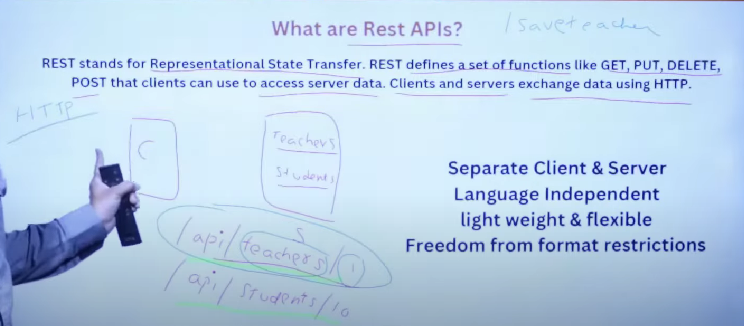 What are Rest APIs?
/saveteacher
REST stands for Representational State Transfer. REST defines a set of functions like GET, PUT, DELETE,
POST that clients can use to access server data. Clients and servers exchange data using HTTP.
HTTP
C
Teachers
Students
S
/api/teachers/1
/api/students/10
Separate Client & Server
Language Independent
light weight & flexible
Freedom from format restrictions